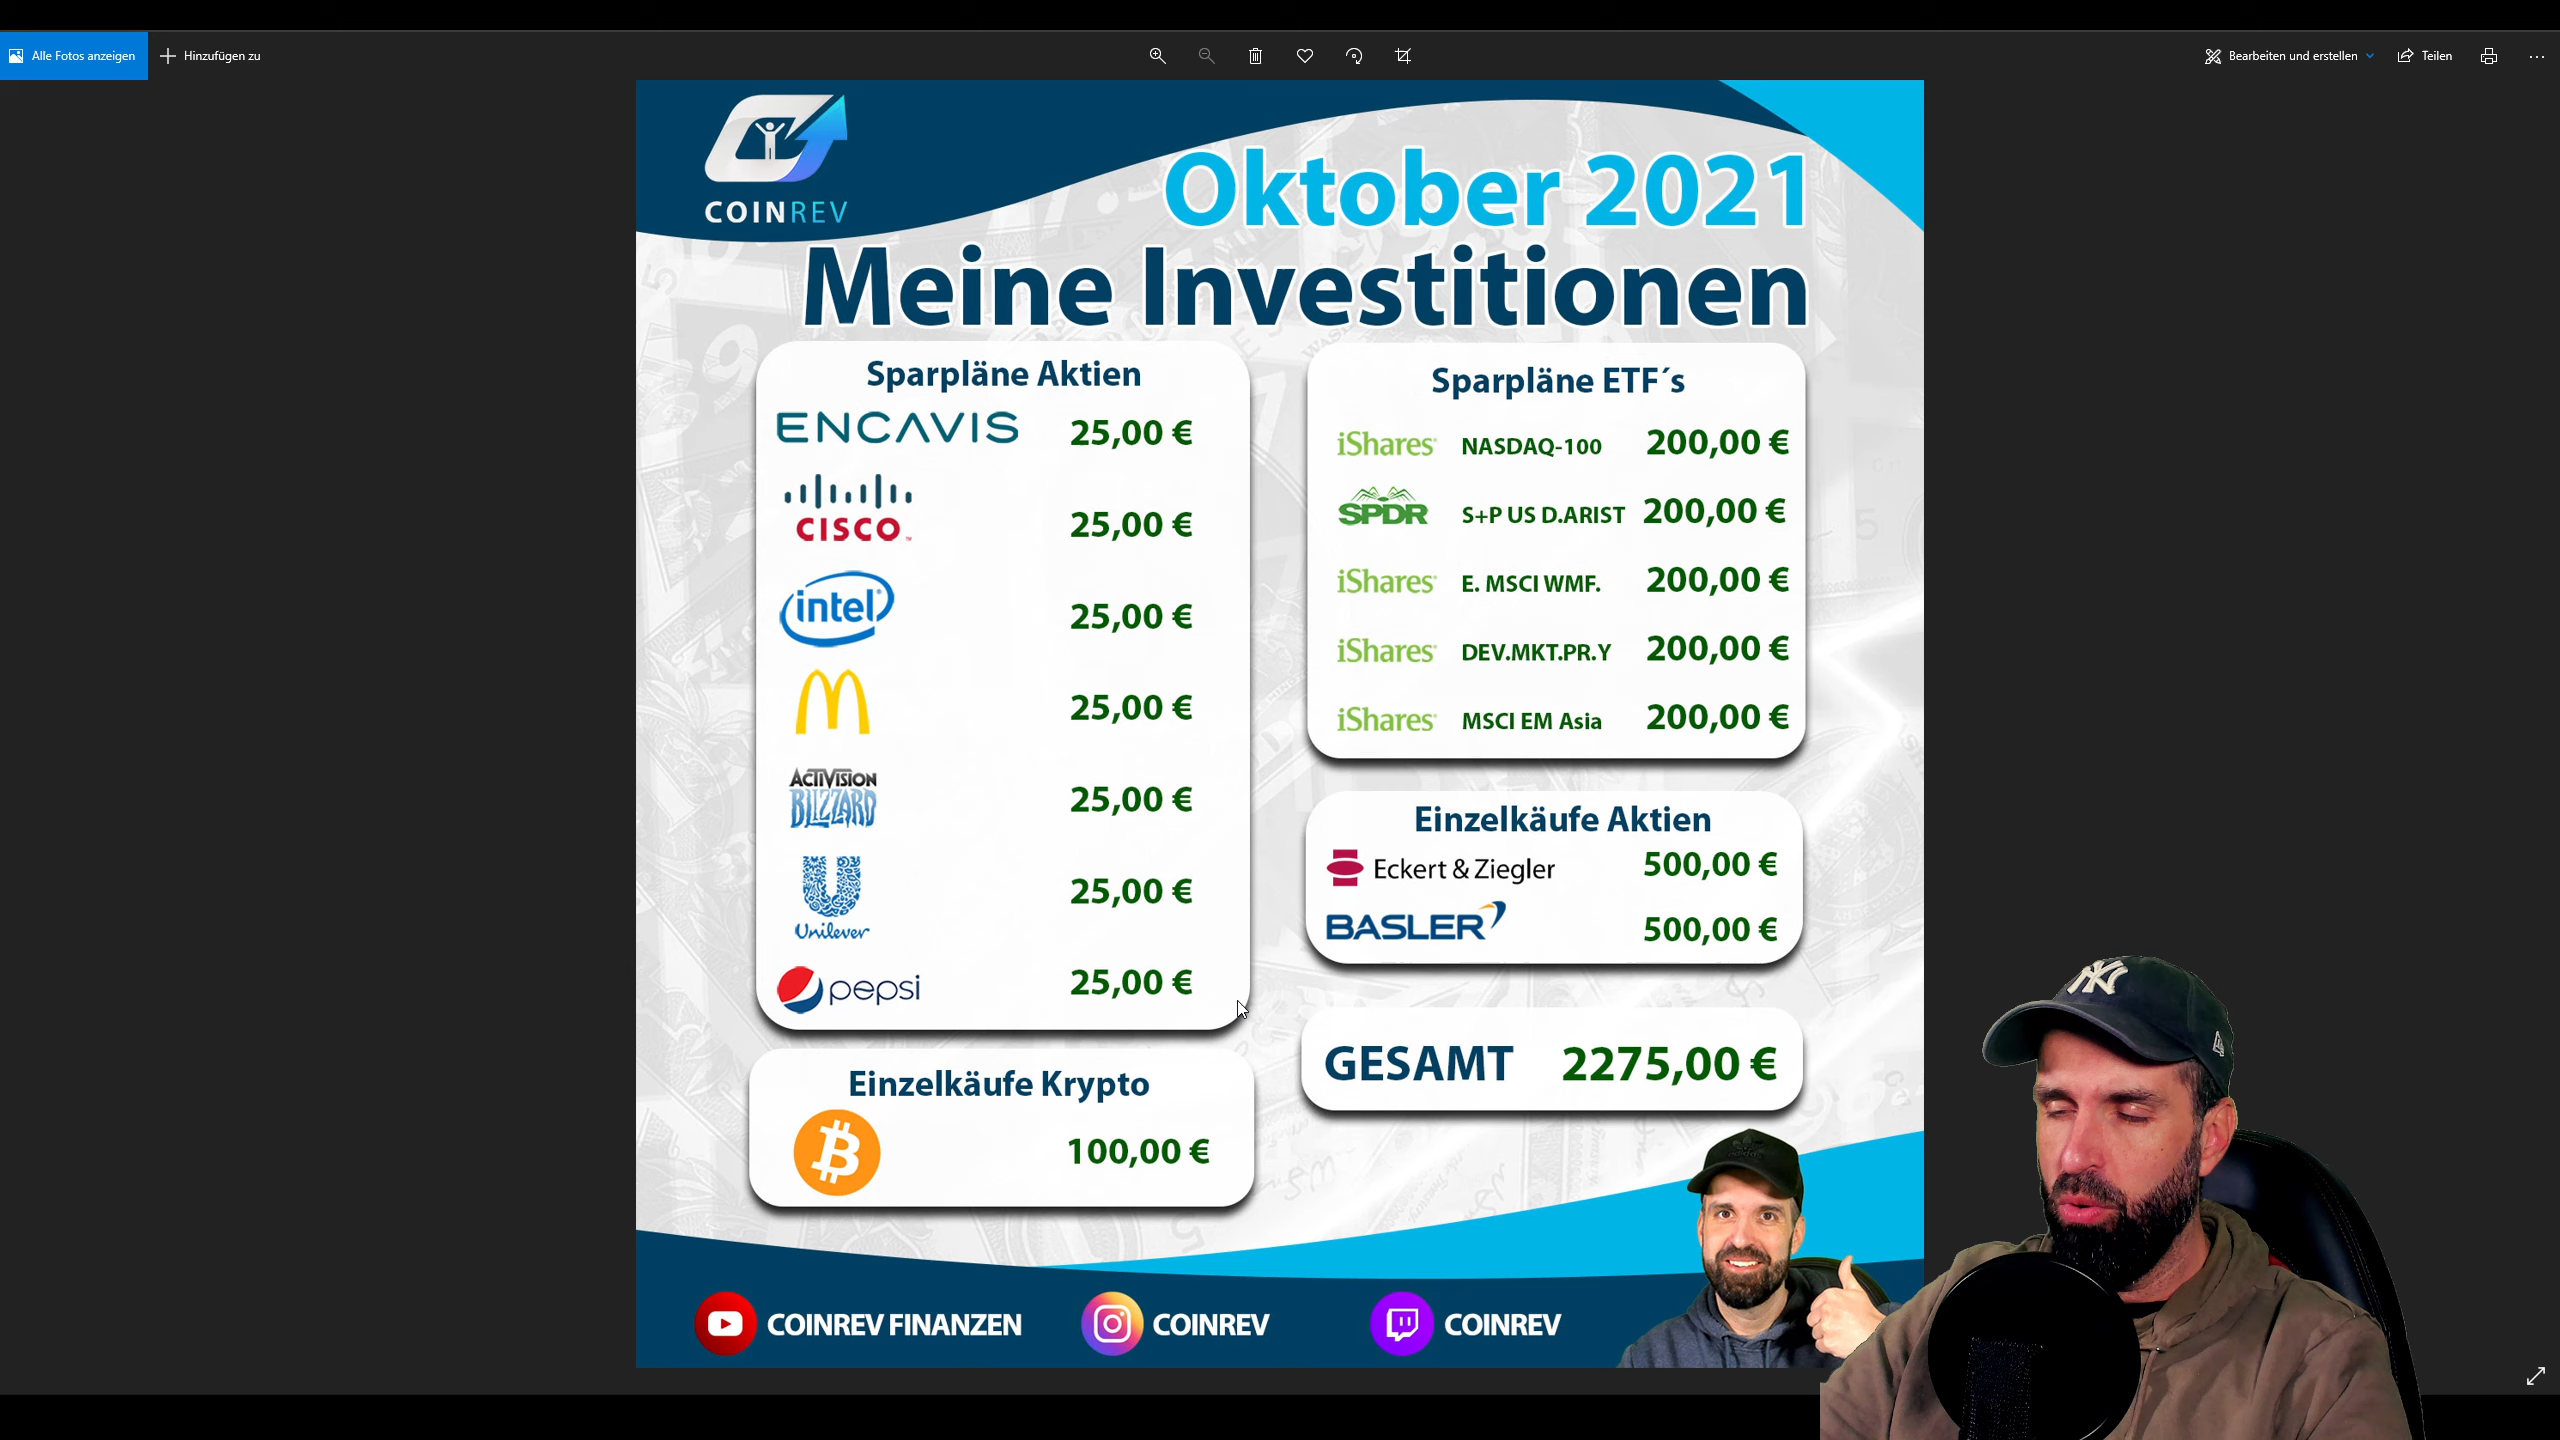 Alle Fotos anzeigen
Hinzufügen zu
Bearbeiten und erstellen
Teilen
COINREV
Oktober 2021
Meine Investitionen
Sparpläne Aktien
ENCAVIS 25,00 €
CISCO 25,00 €
intel 25,00 €
25,00 €
ACTIVISION BLIZZARD 25,00 €
Unilever 25,00 €
pepsi 25,00 €
Einzelkäufe Krypto
100,00 €
Sparpläne ETF´s
iShares NASDAQ-100 200,00 €
SPDR S+P US D.ARIST 200,00 €
iShares E. MSCI WMF. 200,00 €
iShares DEV.MKT.PR.Y 200,00 €
iShares MSCI EM Asia 200,00 €
Einzelkäufe Aktien
Eckert & Ziegler 500,00 €
BASLER 500,00 €
GESAMT 2275,00 €
COINREV FINANZEN COINREV COINREV
NY